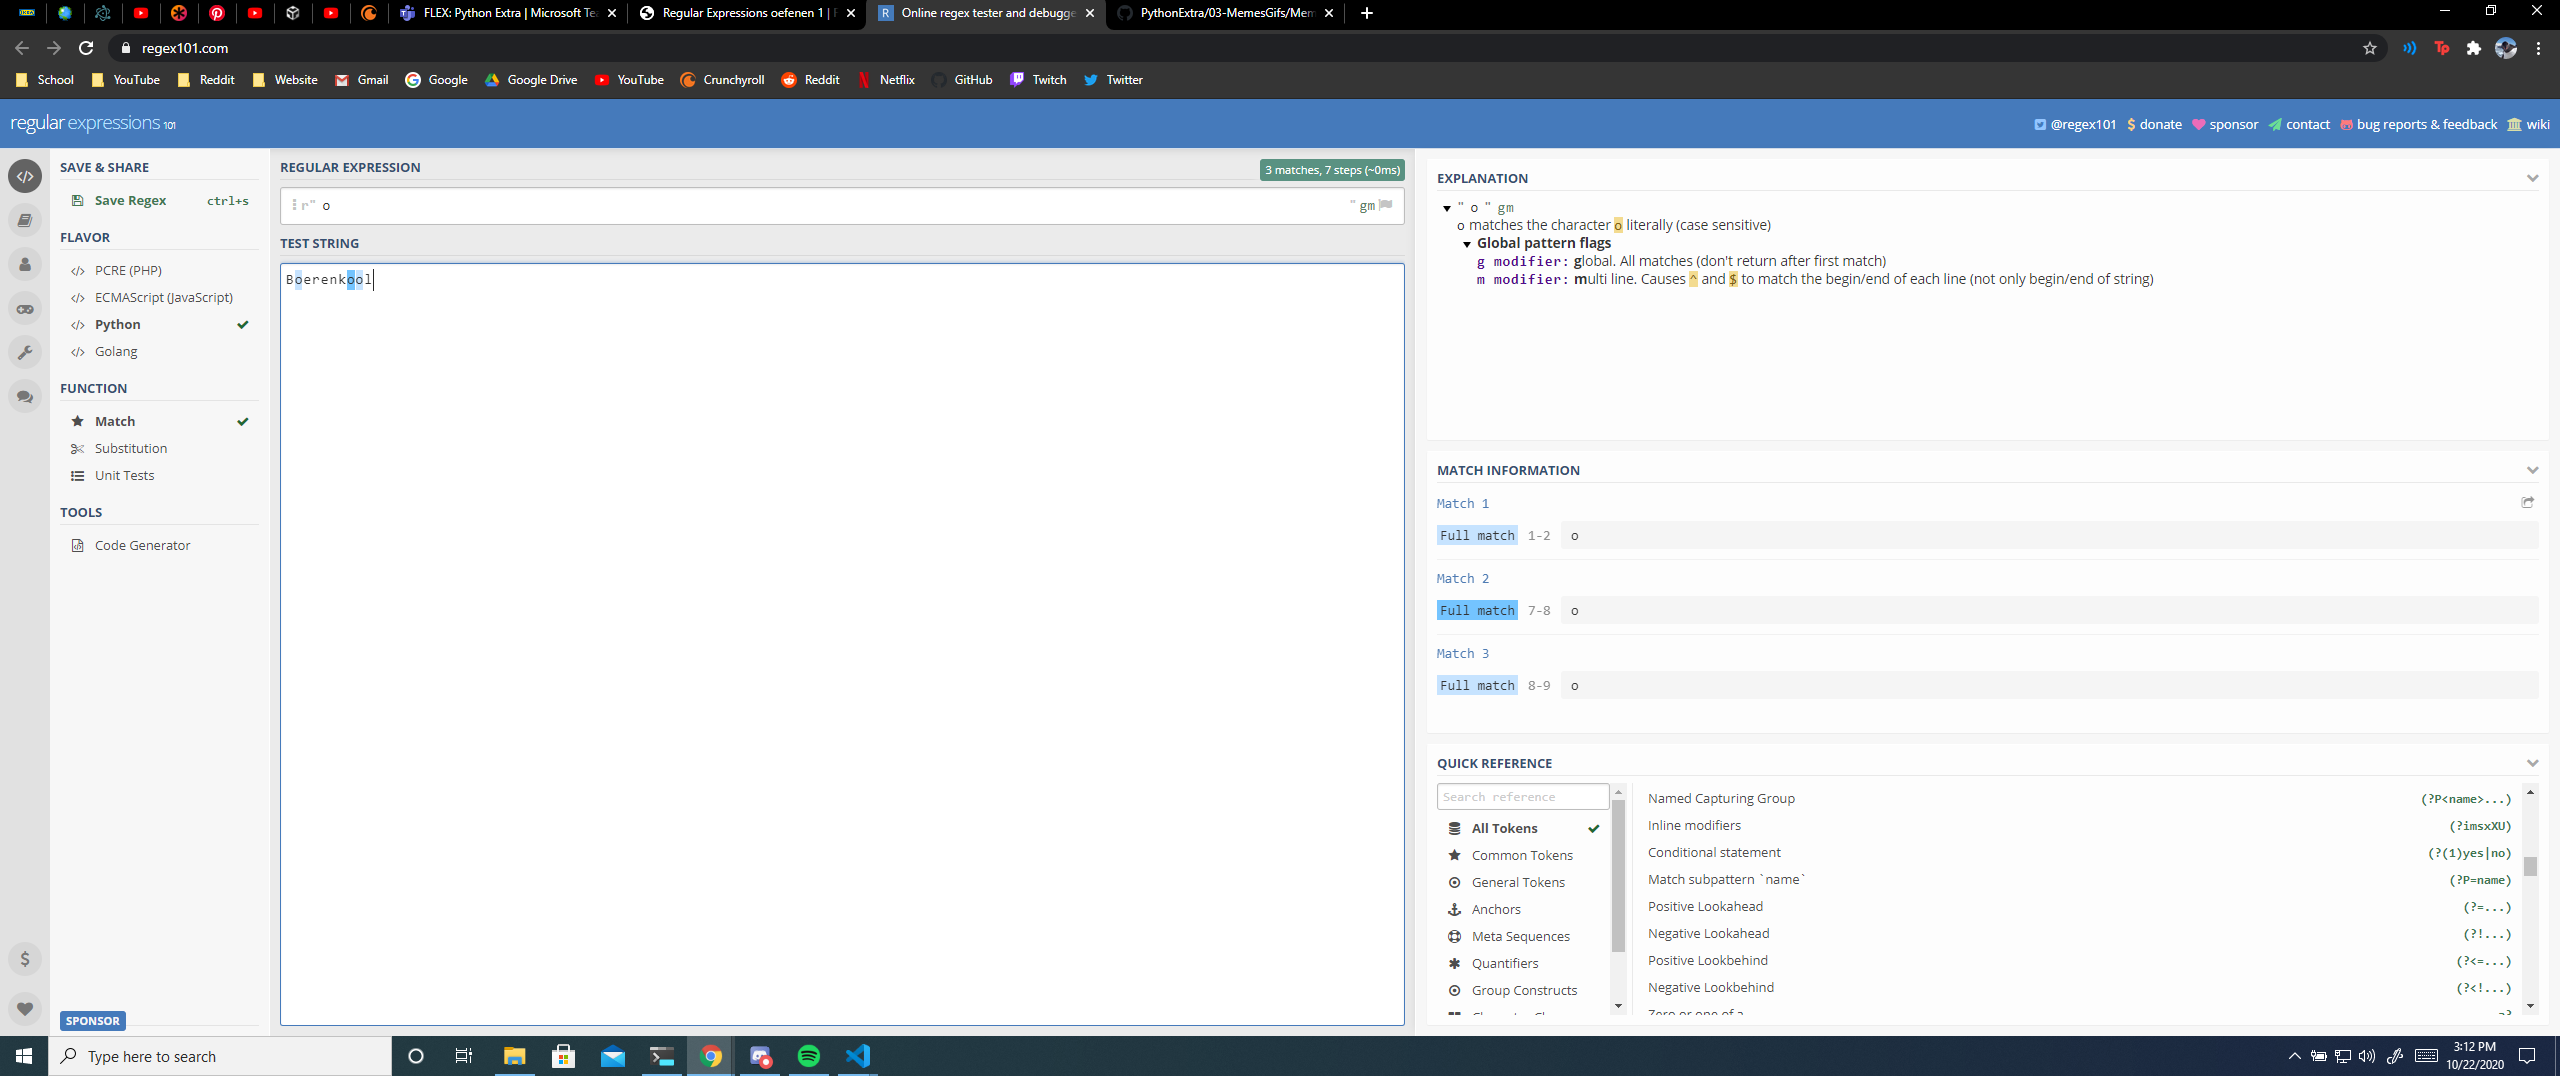 IKEA
FLEX: Python Extra | Microsoft Te
Regular Expressions oefenen 1 |
Online regex tester and debugge
PythonExtra/03-MemesGifs/Mem
regex101.com
School
YouTube
Reddit
Website
Gmail
Google
Google Drive
YouTube
Crunchyroll
Reddit
Netflix
GitHub
Twitch
Twitter
regular expressions 101
@regex101
$ donate
sponsor
contact
bug reports & feedback
wiki
SAVE & SHARE
Save Regex ctrl+s
FLAVOR
</> PCRE (PHP)
</> ECMAScript (JavaScript)
</> Python
</> Golang
FUNCTION
Match
Substitution
Unit Tests
TOOLS
Code Generator
SPONSOR
REGULAR EXPRESSION
3 matches, 7 steps (~0ms)
r" o " gm
TEST STRING
Boerenkool
EXPLANATION
" o " gm
o matches the character o literally (case sensitive)
Global pattern flags
g modifier: global. All matches (don't return after first match)
m modifier: multi line. Causes ^ and $ to match the begin/end of each line (not only begin/end of string)
MATCH INFORMATION
Match 1
Full match 1-2 o
Match 2
Full match 7-8 o
Match 3
Full match 8-9 o
QUICK REFERENCE
Search reference
All Tokens
Common Tokens
General Tokens
Anchors
Meta Sequences
Quantifiers
Group Constructs
Named Capturing Group (?P<name>...)
Inline modifiers (?imsxXU)
Conditional statement (?(1)yes|no)
Match subpattern `name` (?P=name)
Positive Lookahead (?=...)
Negative Lookahead (?!...)
Positive Lookbehind (?<=...)
Negative Lookbehind (?<!...)
Zero or one of a a?
Type here to search
3:12 PM
10/22/2020